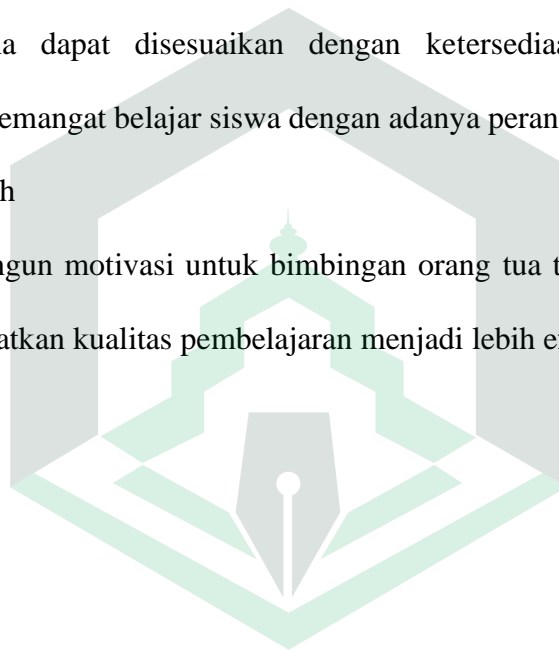 a dapat disesuaikan dengan ketersedia
emangat belajar siswa dengan adanya peran
h
ngun motivasi untuk bimbingan orang tua t
atkan kualitas pembelajaran menjadi lebih e